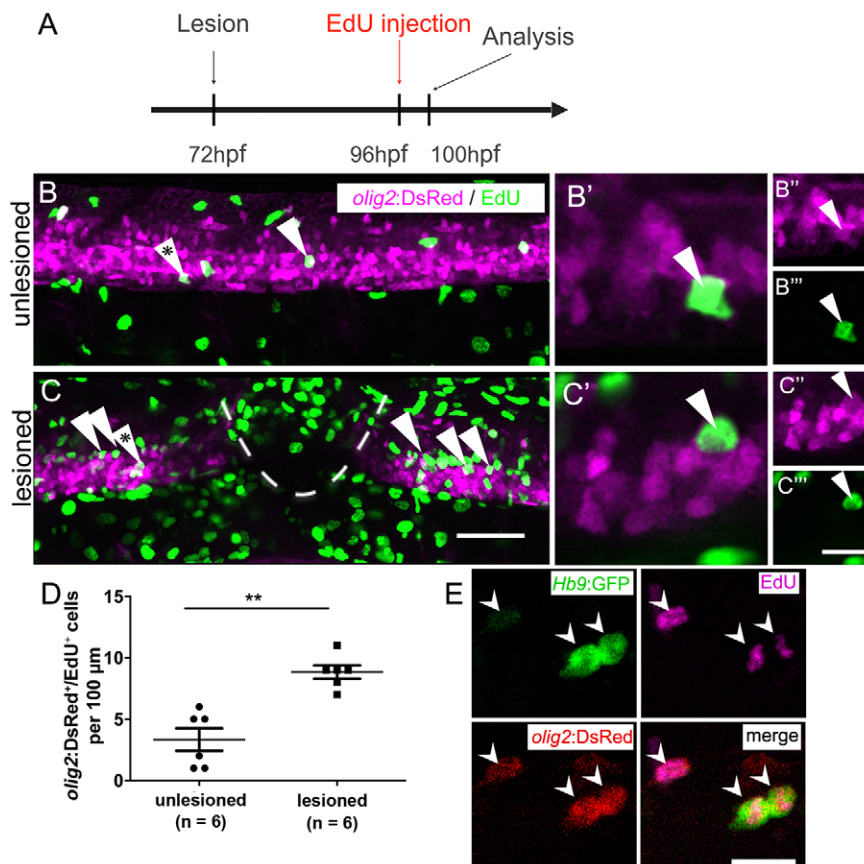 A
Lesion
EdU injection
Analysis
72hpf
96hpf
100hpf
unlesioned
B
olig2:DsRed / EdU
B'
B''
B'''
lesioned
C
*
*
C'
C''
C'''
D
olig2:DsRed⁺/EdU⁺ cells
per 100 µm
15
10
5
0
**
unlesioned
(n = 6)
lesioned
(n = 6)
E
Hb9:GFP
EdU
olig2:DsRed
merge